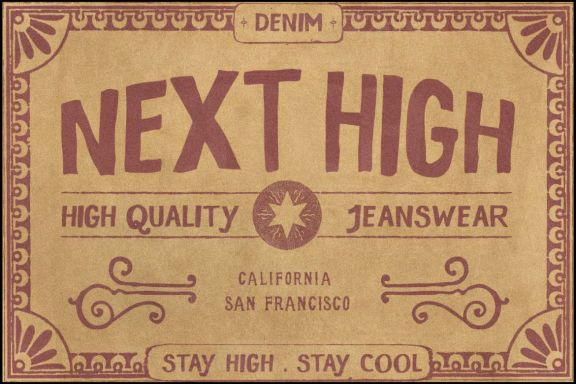 DENIM
NEXT HIGH
HIGH QUALITY JEANSWEAR
CALIFORNIA
SAN FRANCISCO
STAY HIGH . STAY COOL